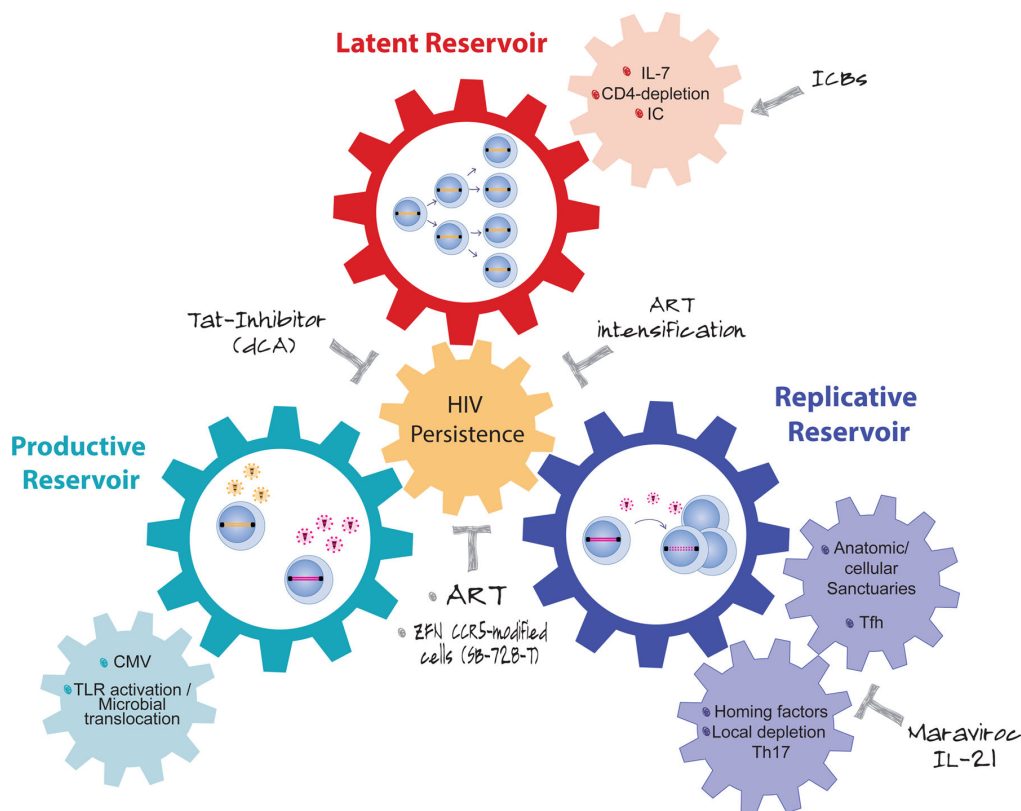 Latent Reservoir
IL-7
CD4-depletion
IC
ICBs
Tat-Inhibitor
(dCA)
ART
intensification
HIV
Persistence
Productive
Reservoir
Replicative
Reservoir
Anatomic/
cellular
Sanctuaries
Tfh
ART
ZFN CCR5-modified
cells (SB-728-T)
CMV
TLR activation /
Microbial
translocation
Homing factors
Local depletion
Th17
Maraviroc
IL-21